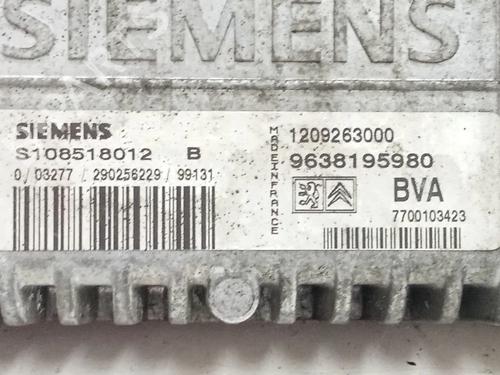 SIEMENS
SIEMENS
S108518012 B
0 / 03277 / 290256229 / 99131
MADE IN FRANCE
1209263000
9638195980
BVA
7700103423